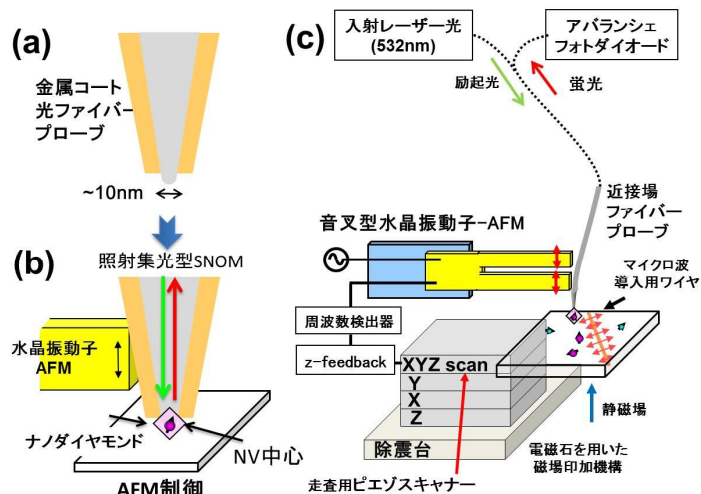 (a)
金属コート
光ファイバー
プローブ
~10nm
(b)
照射集光型SNOM
水晶振動子
AFM
ナノダイヤモンド
NV中心
AFM制御
(c)
入射レーザー光
(532nm)
アバランシェ
フォトダイオード
励起光
蛍光
近接場
ファイバー
プローブ
音叉型水晶振動子-AFM
マイクロ波
導入用ワイヤ
周波数検出器
z-feedback
XYZ scan
Y
X
Z
除震台
静磁場
電磁石を用いた
磁場印加機構
走査用ピエゾスキャナー